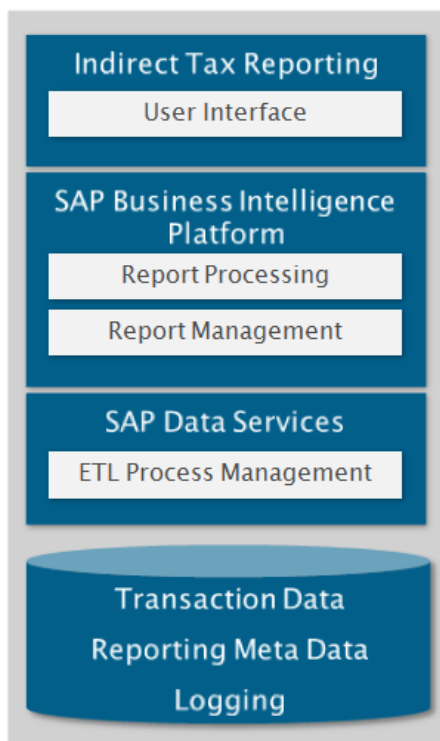 Indirect Tax Reporting
User Interface
SAP Business Intelligence
Platform
Report Processing
Report Management
SAP Data Services
ETL Process Management
Transaction Data
Reporting Meta Data
Logging